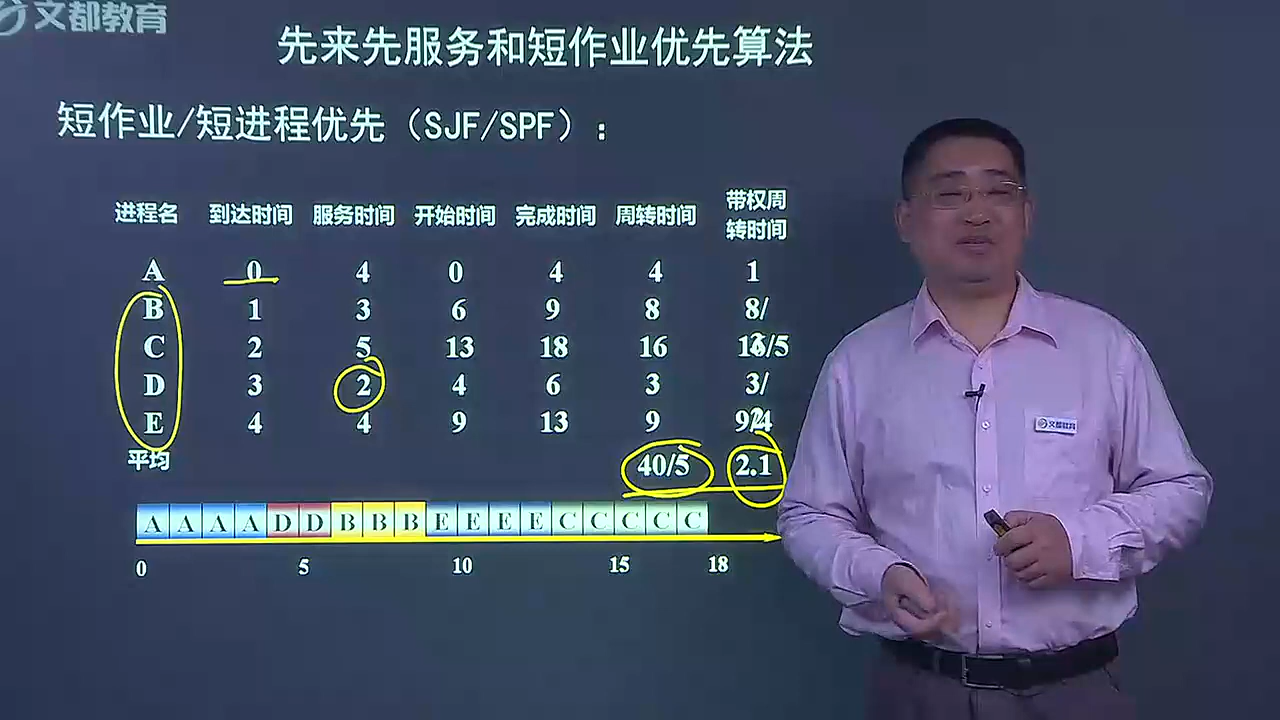 文都教育
先来先服务和短作业优先算法
短作业/短进程优先（SJF/SPF）：
进程名 到达时间 服务时间 开始时间 完成时间 周转时间 带权周转时间
A 0 4 0 4 4 1
B 1 3 6 9 8 8/3
C 2 5 13 18 16 16/5
D 3 2 4 6 3 3/2
E 4 4 9 13 9 9/4
平均 40/5 2.1
A A A A D D B B B E E E E C C C C C
0 5 10 15 18
文都教育